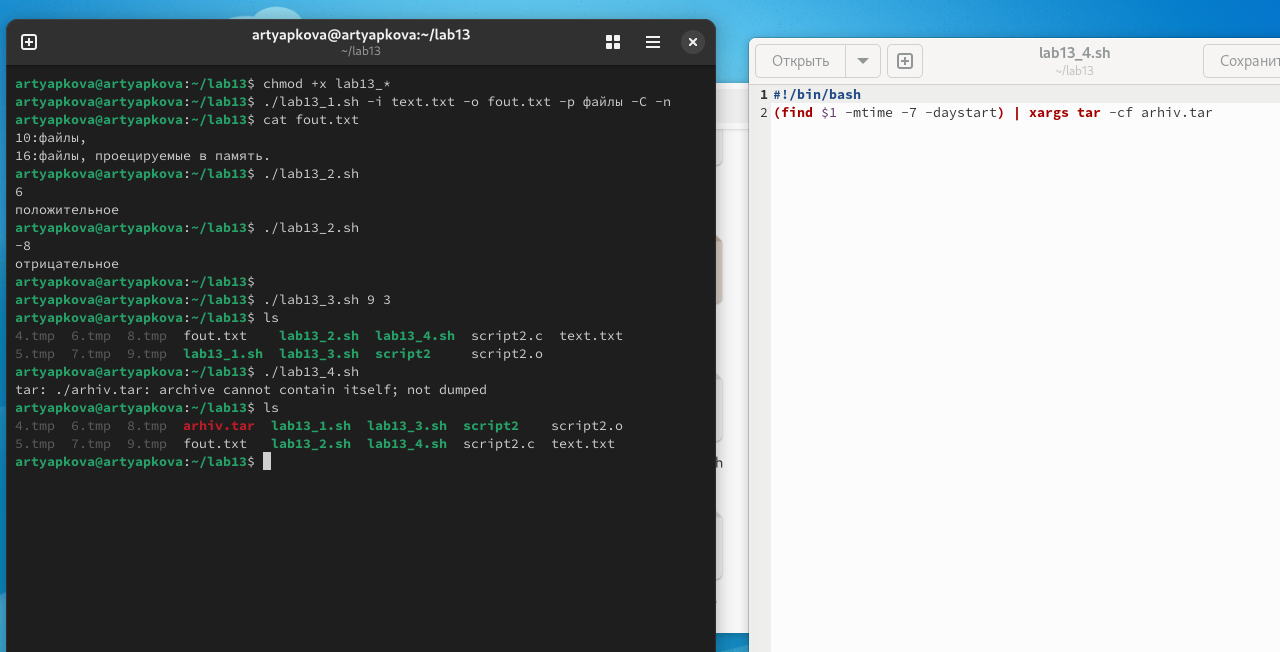 artyapkova@artyapkova:~/lab13
~/lab13
artyapkova@artyapkova:~/lab13$ chmod +x lab13_*
artyapkova@artyapkova:~/lab13$ ./lab13_1.sh -i text.txt -o fout.txt -p файлы -C -n
artyapkova@artyapkova:~/lab13$ cat fout.txt
10:файлы,
16:файлы, проецируемые в память.
artyapkova@artyapkova:~/lab13$ ./lab13_2.sh
6
положительное
artyapkova@artyapkova:~/lab13$ ./lab13_2.sh
-8
отрицательное
artyapkova@artyapkova:~/lab13$
artyapkova@artyapkova:~/lab13$ ./lab13_3.sh 9 3
artyapkova@artyapkova:~/lab13$ ls
4.tmp 6.tmp 8.tmp fout.txt lab13_2.sh lab13_4.sh script2.c text.txt
5.tmp 7.tmp 9.tmp lab13_1.sh lab13_3.sh script2 script2.o
artyapkova@artyapkova:~/lab13$ ./lab13_4.sh
tar: ./arhiv.tar: archive cannot contain itself; not dumped
artyapkova@artyapkova:~/lab13$ ls
4.tmp 6.tmp 8.tmp arhiv.tar lab13_1.sh lab13_3.sh script2 script2.o
5.tmp 7.tmp 9.tmp fout.txt lab13_2.sh lab13_4.sh script2.c text.txt
artyapkova@artyapkova:~/lab13$
h
Открыть
lab13_4.sh
~/lab13
Сохранит
1 #!/bin/bash
2 (find $1 -mtime -7 -daystart) | xargs tar -cf arhiv.tar